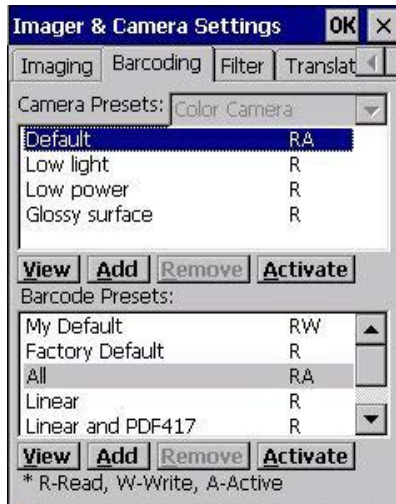 Imager & Camera Settings OK ×
Imaging Barcoding Filter Translat
Camera Presets: Color Camera
Default RA
Low light R
Low power R
Glossy surface R
View Add Remove Activate
Barcode Presets:
My Default RW
Factory Default R
All RA
Linear R
Linear and PDF417 R
View Add Remove Activate
* R-Read, W-Write, A-Active